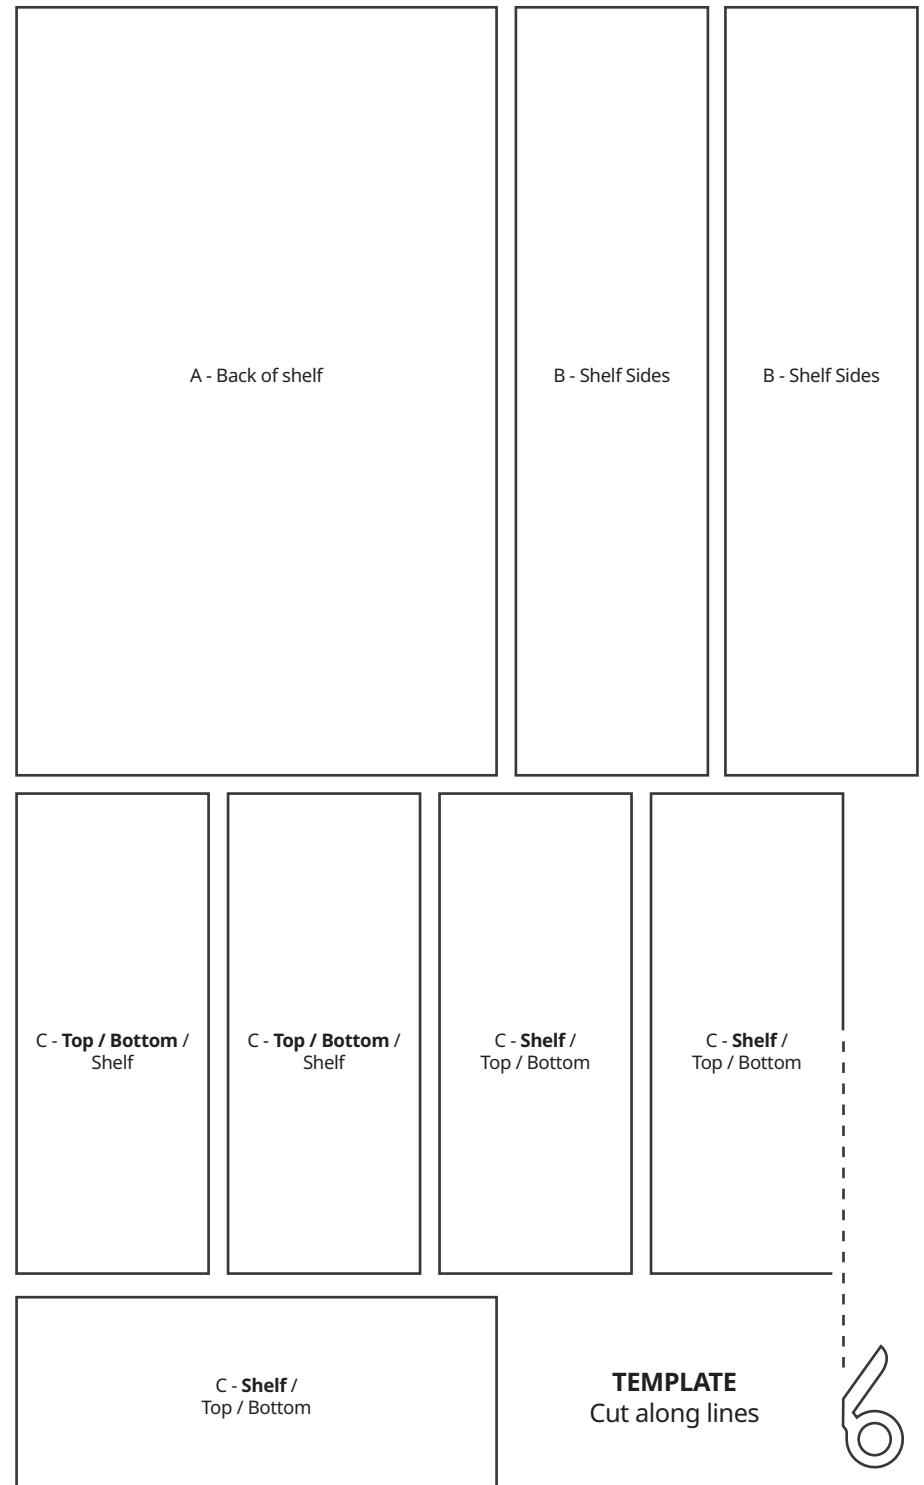 A - Back of shelf
B - Shelf Sides
B - Shelf Sides
C - Top / Bottom /
Shelf
C - Top / Bottom /
Shelf
C - Shelf /
Top / Bottom
C - Shelf /
Top / Bottom
C - Shelf /
Top / Bottom
TEMPLATE
Cut along lines